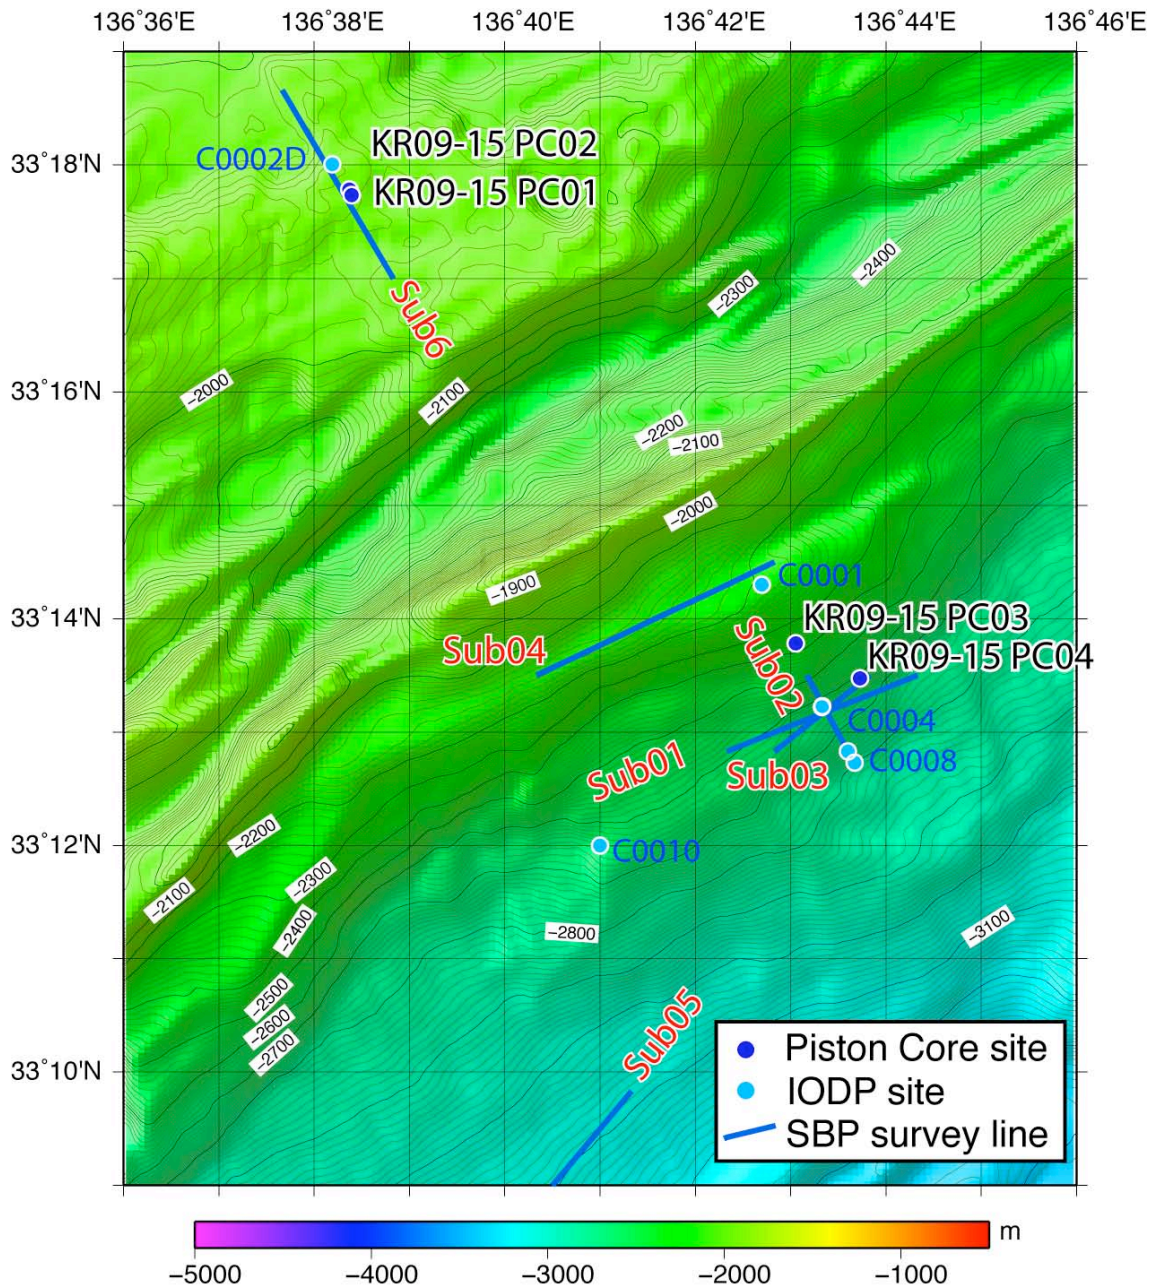 136˚36'E 136˚38'E 136˚40'E 136˚42'E 136˚44'E 136˚46'E
33˚18'N
33˚16'N
33˚14'N
33˚12'N
33˚10'N
KR09-15 PC02
C0002D
KR09-15 PC01
Sub6
−2400
−2300
−2000
−2100
−2200
−2100
−2000
−1900
C0001
KR09-15 PC03
Sub04
Sub02
KR09-15 PC04
C0004
Sub01
Sub03
C0008
−2200
C0010
−2300
−2100
−2400
−2800
−3100
−2500
−2600
−2700
Sub05
Piston Core site
IODP site
SBP survey line
m
−5000 −4000 −3000 −2000 −1000